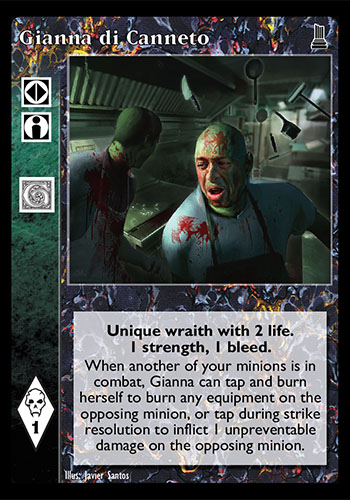 Gianna di Canneto
Unique wraith with 2 life.
1 strength, 1 bleed.
When another of your minions is in
combat, Gianna can tap and burn
herself to burn any equipment on the
opposing minion, or tap during strike
resolution to inflict 1 unpreventable
damage on the opposing minion.
1
Illus: Javier Santos